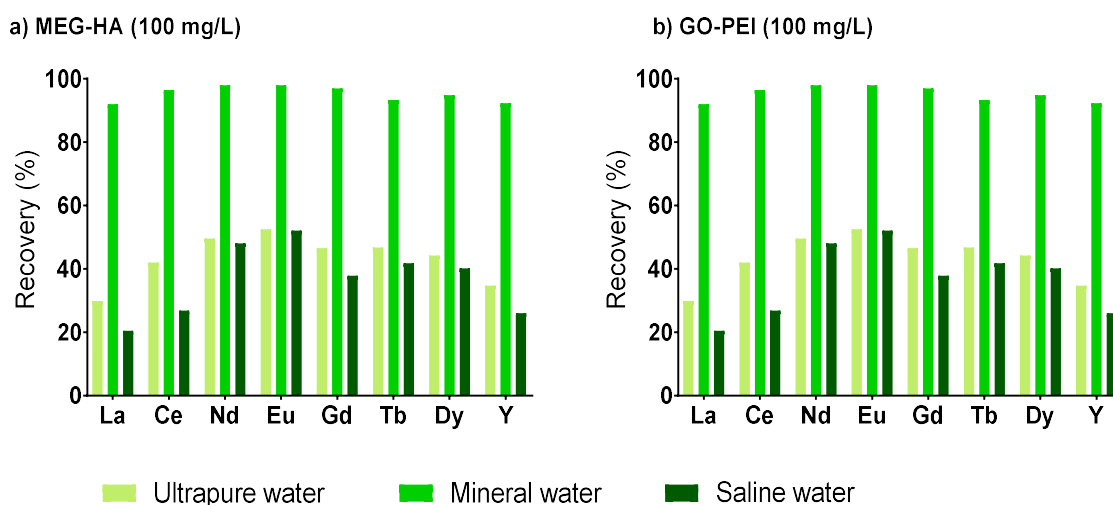 a) MEG-HA (100 mg/L)
b) GO-PEI (100 mg/L)
Recovery (%)
100
80
60
40
20
0
La Ce Nd Eu Gd Tb Dy Y
Recovery (%)
100
80
60
40
20
0
La Ce Nd Eu Gd Tb Dy Y
Ultrapure water Mineral water Saline water